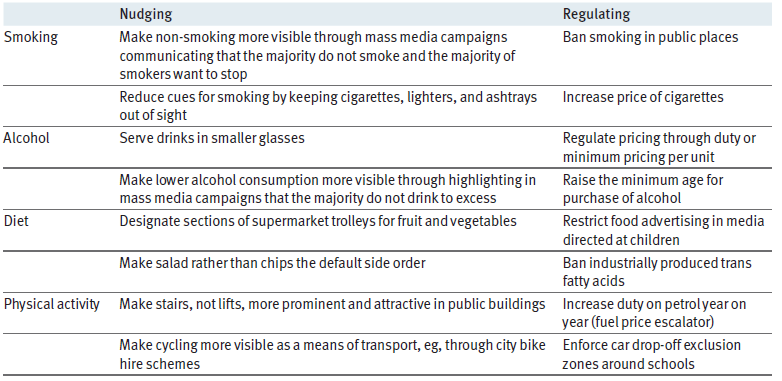 Nudging Regulating
Smoking Make non-smoking more visible through mass media campaigns Ban smoking in public places
communicating that the majority do not smoke and the majority of
smokers want to stop
Reduce cues for smoking by keeping cigarettes, lighters, and ashtrays Increase price of cigarettes
out of sight
Alcohol Serve drinks in smaller glasses Regulate pricing through duty or
minimum pricing per unit
Make lower alcohol consumption more visible through highlighting in Raise the minimum age for
mass media campaigns that the majority do not drink to excess purchase of alcohol
Diet Designate sections of supermarket trolleys for fruit and vegetables Restrict food advertising in media
directed at children
Make salad rather than chips the default side order Ban industrially produced trans
fatty acids
Physical activity Make stairs, not lifts, more prominent and attractive in public buildings Increase duty on petrol year on
year (fuel price escalator)
Make cycling more visible as a means of transport, eg, through city bike Enforce car drop-off exclusion
hire schemes zones around schools